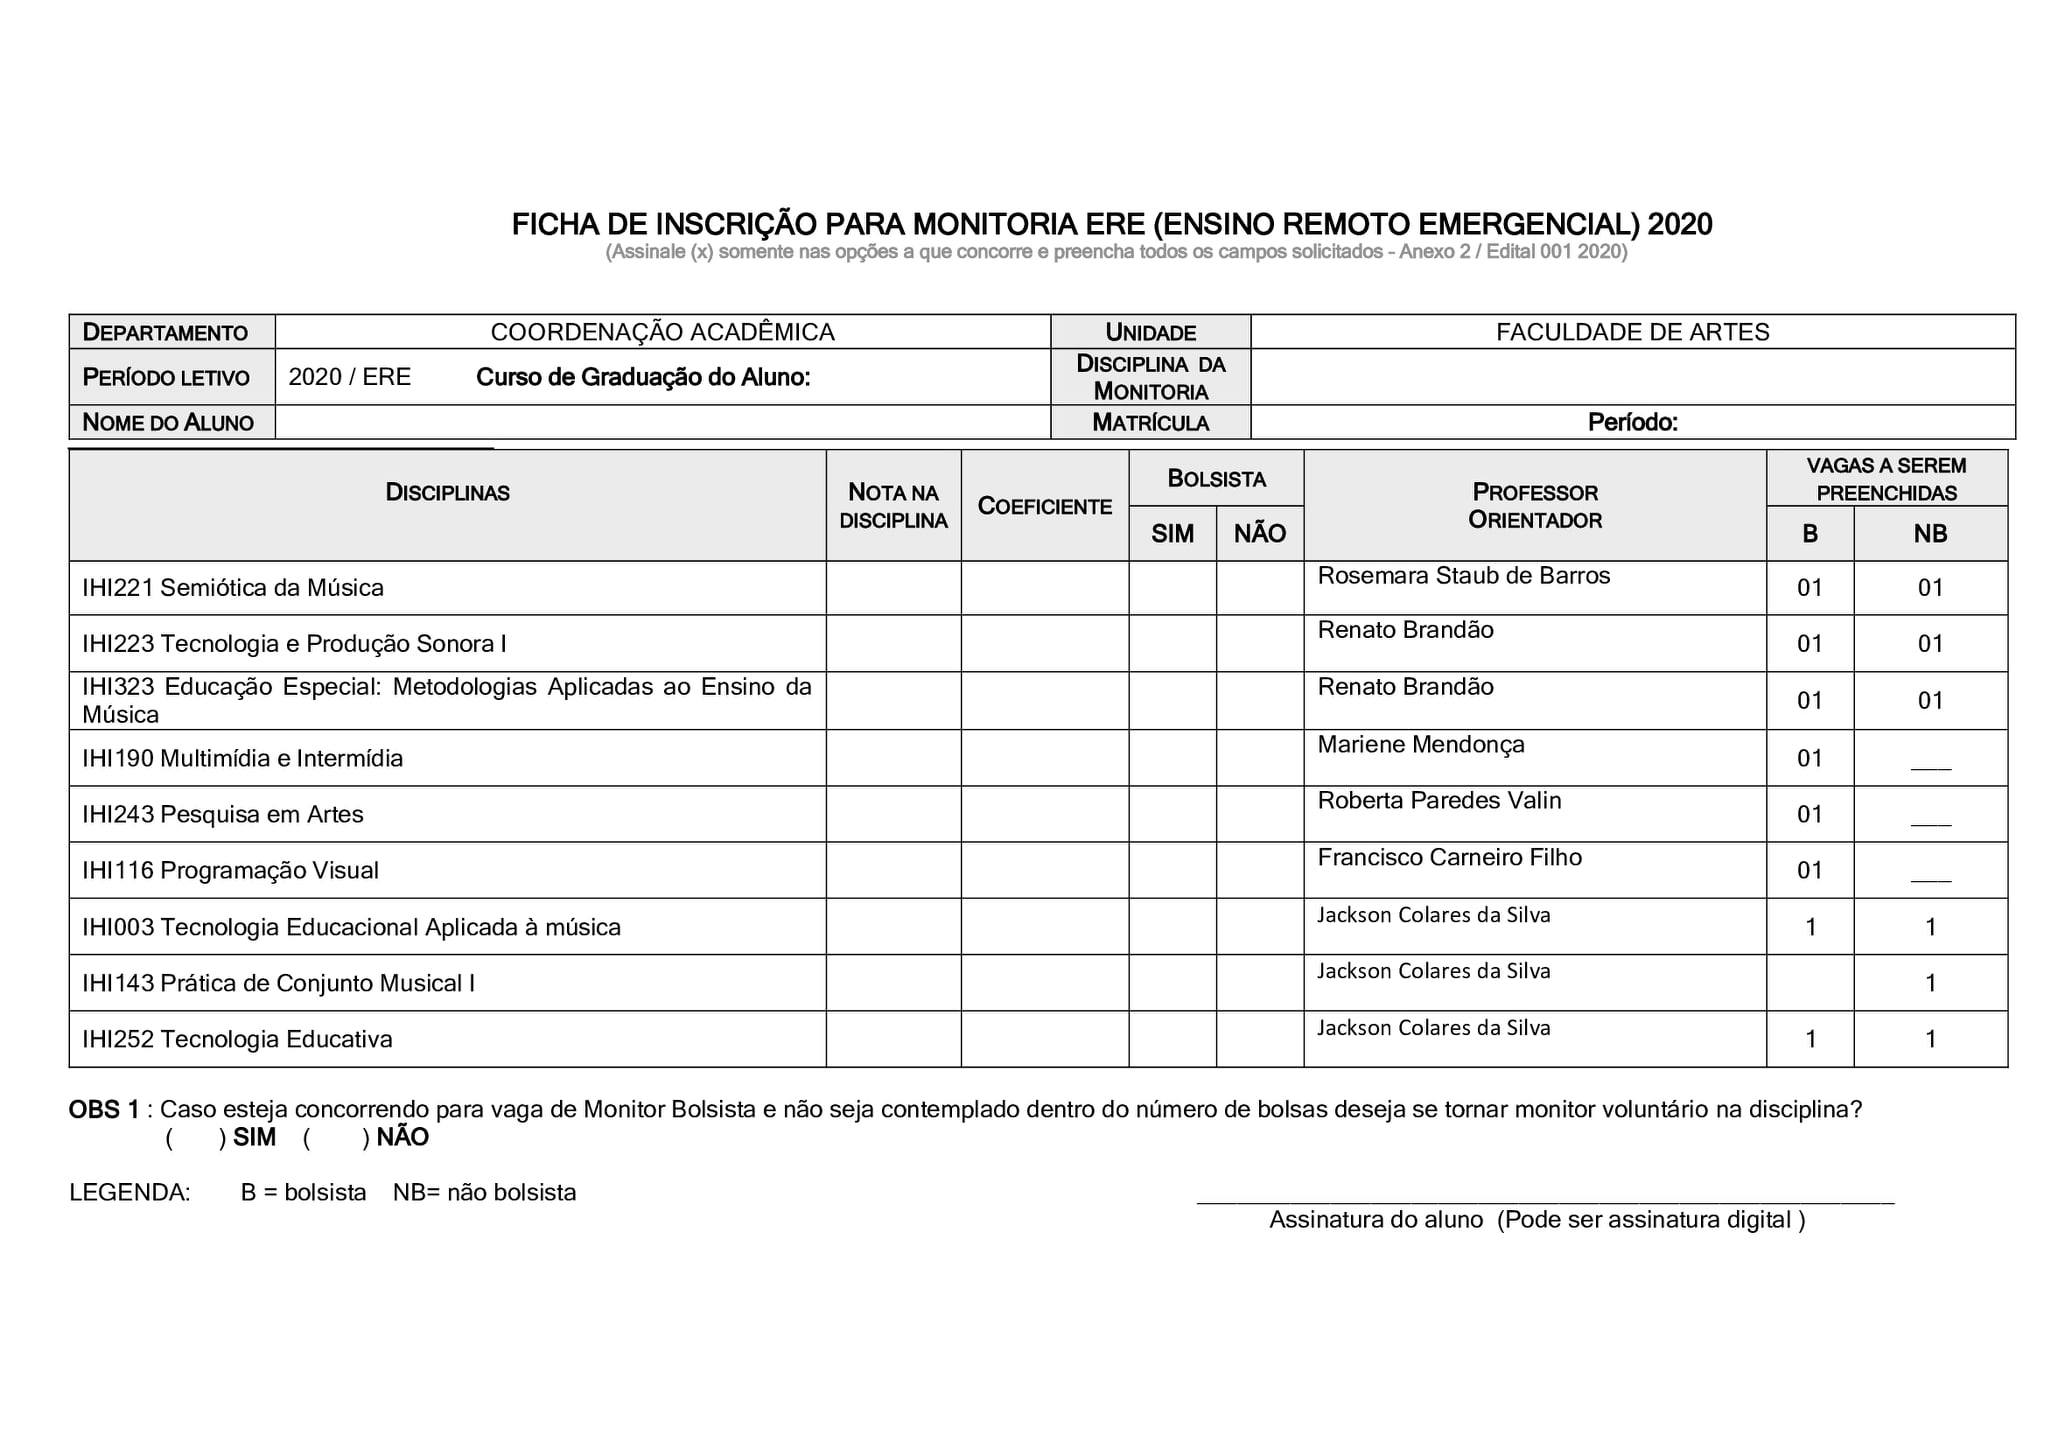 FICHA DE INSCRIÇÃO PARA MONITORIA ERE (ENSINO REMOTO EMERGENCIAL) 2020
(Assinale (x) somente nas opções a que concorre e preencha todos os campos solicitados - Anexo 2 / Edital 001 2020)
DEPARTAMENTO COORDENAÇÃO ACADÊMICA UNIDADE FACULDADE DE ARTES
PERÍODO LETIVO 2020 / ERE Curso de Graduação do Aluno: DISCIPLINA DA
MONITORIA
NOME DO ALUNO MATRÍCULA Período:
DISCIPLINAS NOTA NA
DISCIPLINA COEFICIENTE BOLSISTA PROFESSOR
ORIENTADOR VAGAS A SEREM
PREENCHIDAS
SIM NÃO B NB
IHI221 Semiótica da Música Rosemara Staub de Barros 01 01
IHI223 Tecnologia e Produção Sonora I Renato Brandão 01 01
IHI323 Educação Especial: Metodologias Aplicadas ao Ensino da
Música Renato Brandão 01 01
IHI190 Multimídia e Intermídia Mariene Mendonça 01 ___
IHI243 Pesquisa em Artes Roberta Paredes Valin 01 ___
IHI116 Programação Visual Francisco Carneiro Filho 01 ___
IHI003 Tecnologia Educacional Aplicada à música Jackson Colares da Silva 1 1
IHI143 Prática de Conjunto Musical I Jackson Colares da Silva 1
IHI252 Tecnologia Educativa Jackson Colares da Silva 1 1
OBS 1 : Caso esteja concorrendo para vaga de Monitor Bolsista e não seja contemplado dentro do número de bolsas deseja se tornar monitor voluntário na disciplina?
( ) SIM ( ) NÃO
LEGENDA: B = bolsista NB= não bolsista
Assinatura do aluno (Pode ser assinatura digital )